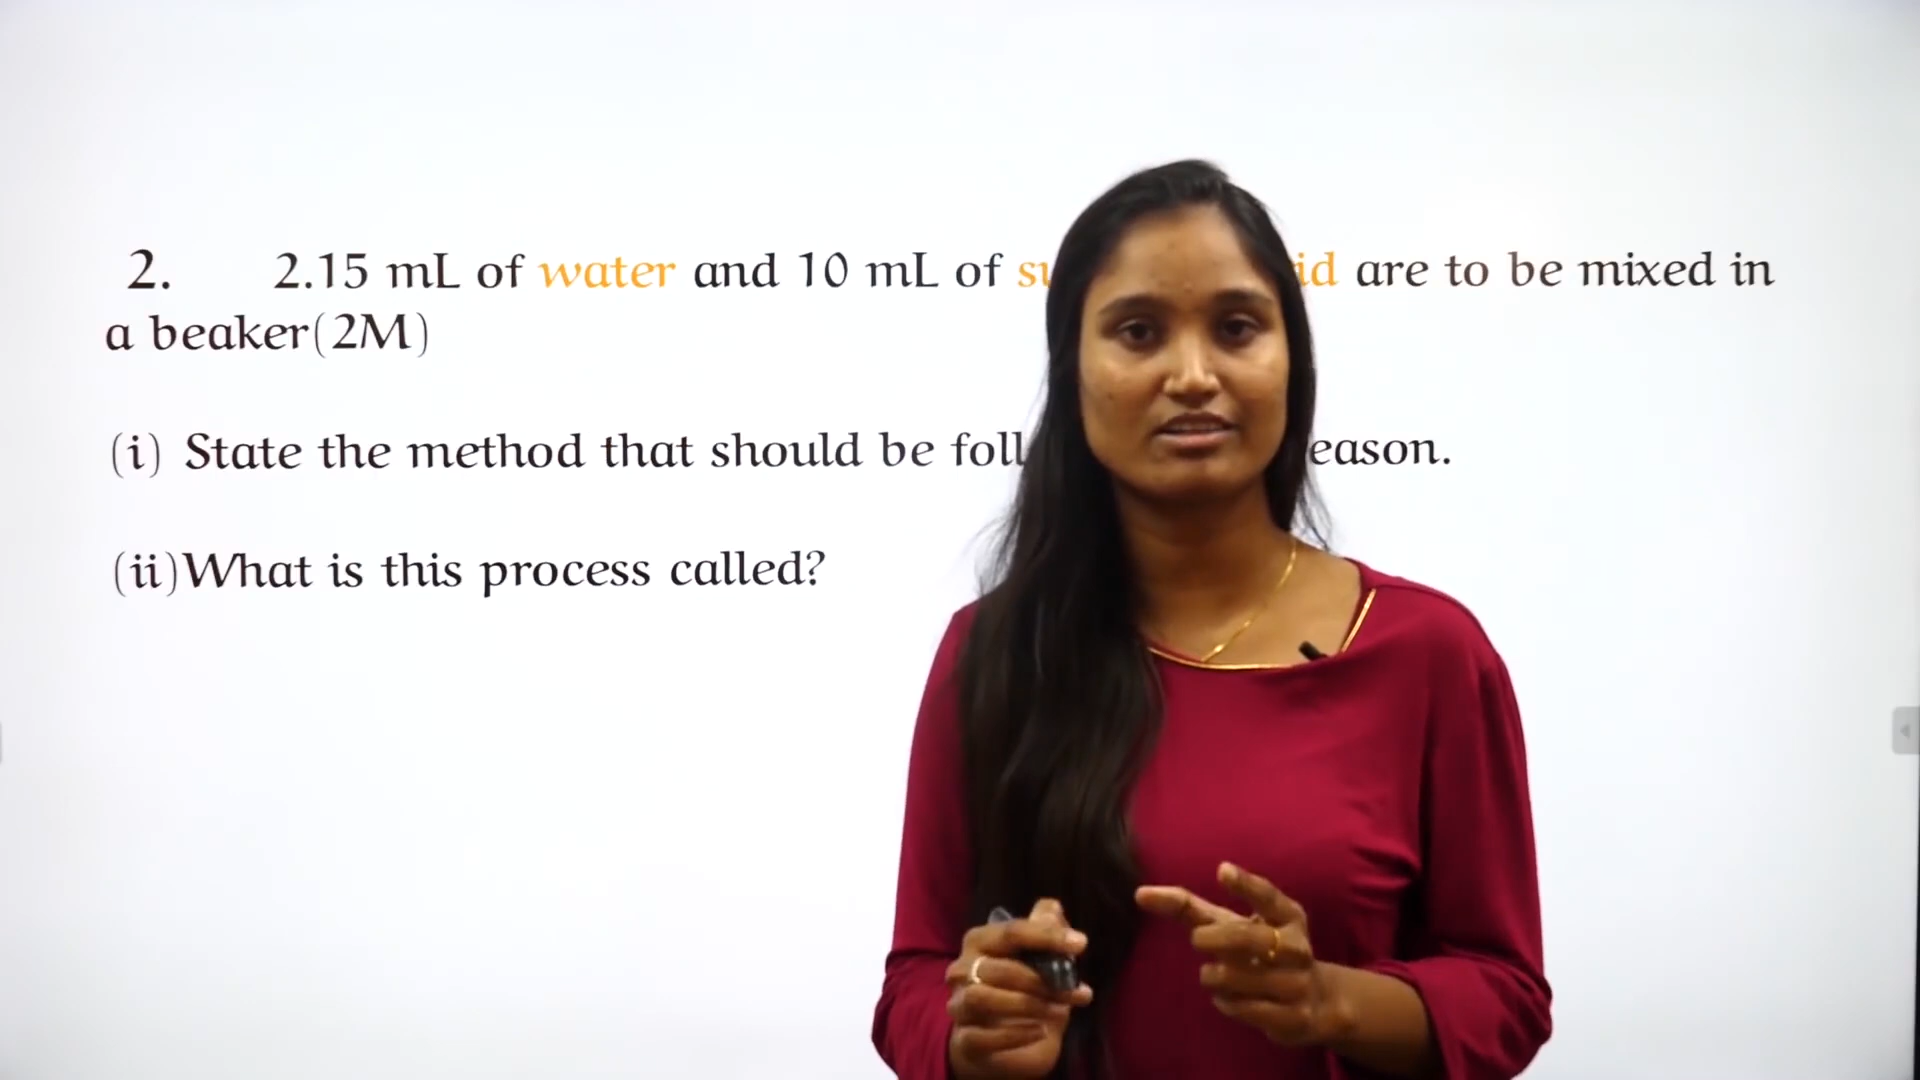 2. 2.15 mL of water and 10 mL of su id are to be mixed in
a beaker(2M)
(i) State the method that should be foll eason.
(ii)What is this process called?